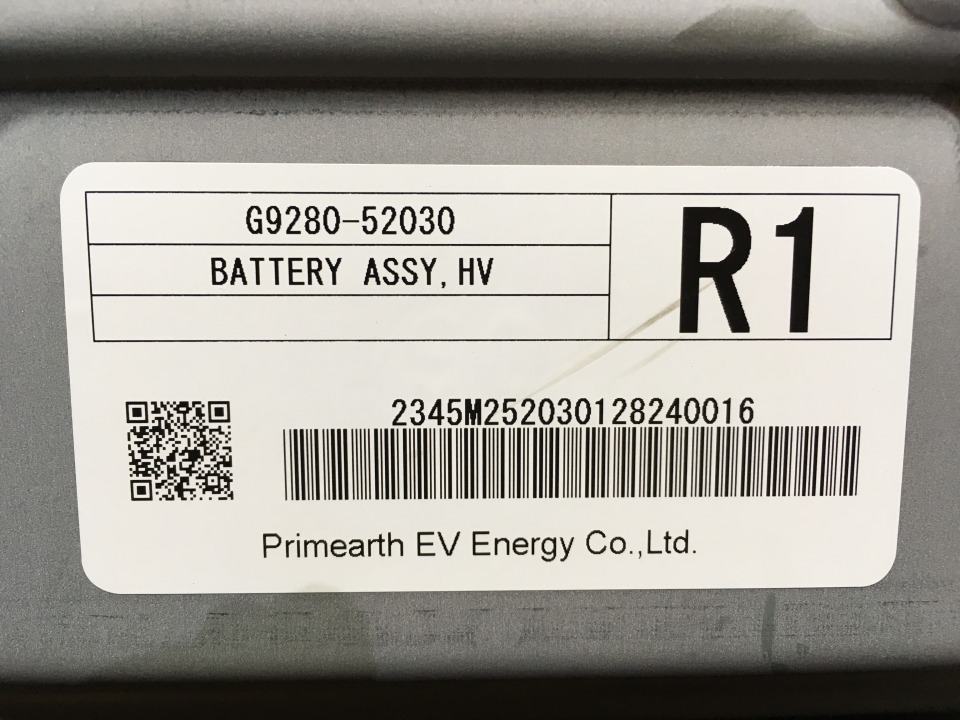 G9280-52030
BATTERY ASSY,HV
R1
2345M252030128240016
Primearth EV Energy Co.,Ltd.